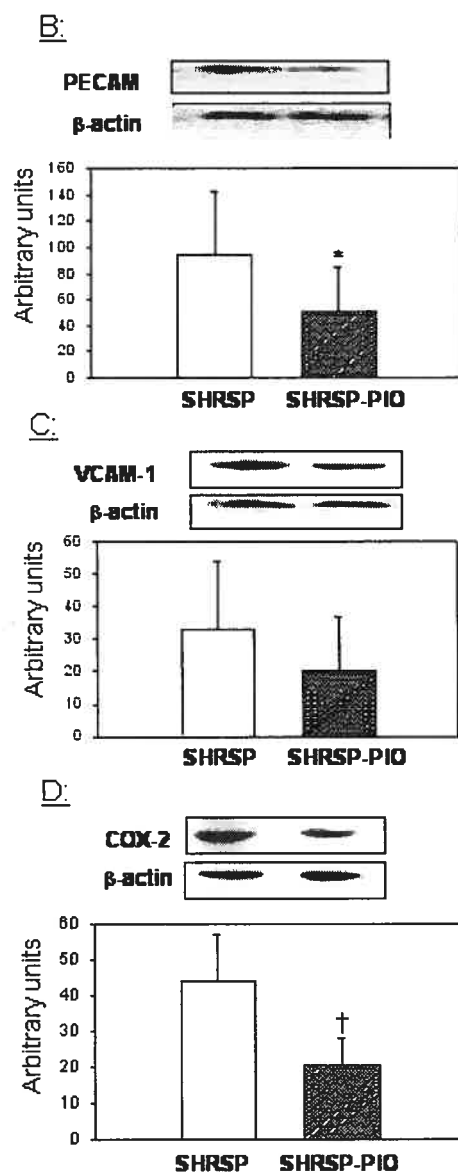 B:
PECAM
β-actin
Arbitrary units
160
140
120
100
80
60
40
20
0
*
SHRSP SHRSP-PIO
C:
VCAM-1
β-actin
Arbitrary units
60
50
40
30
20
10
0
SHRSP SHRSP-PIO
D:
COX-2
β-actin
Arbitrary units
60
50
40
30
20
10
0
†
SHRSP SHRSP-PIO